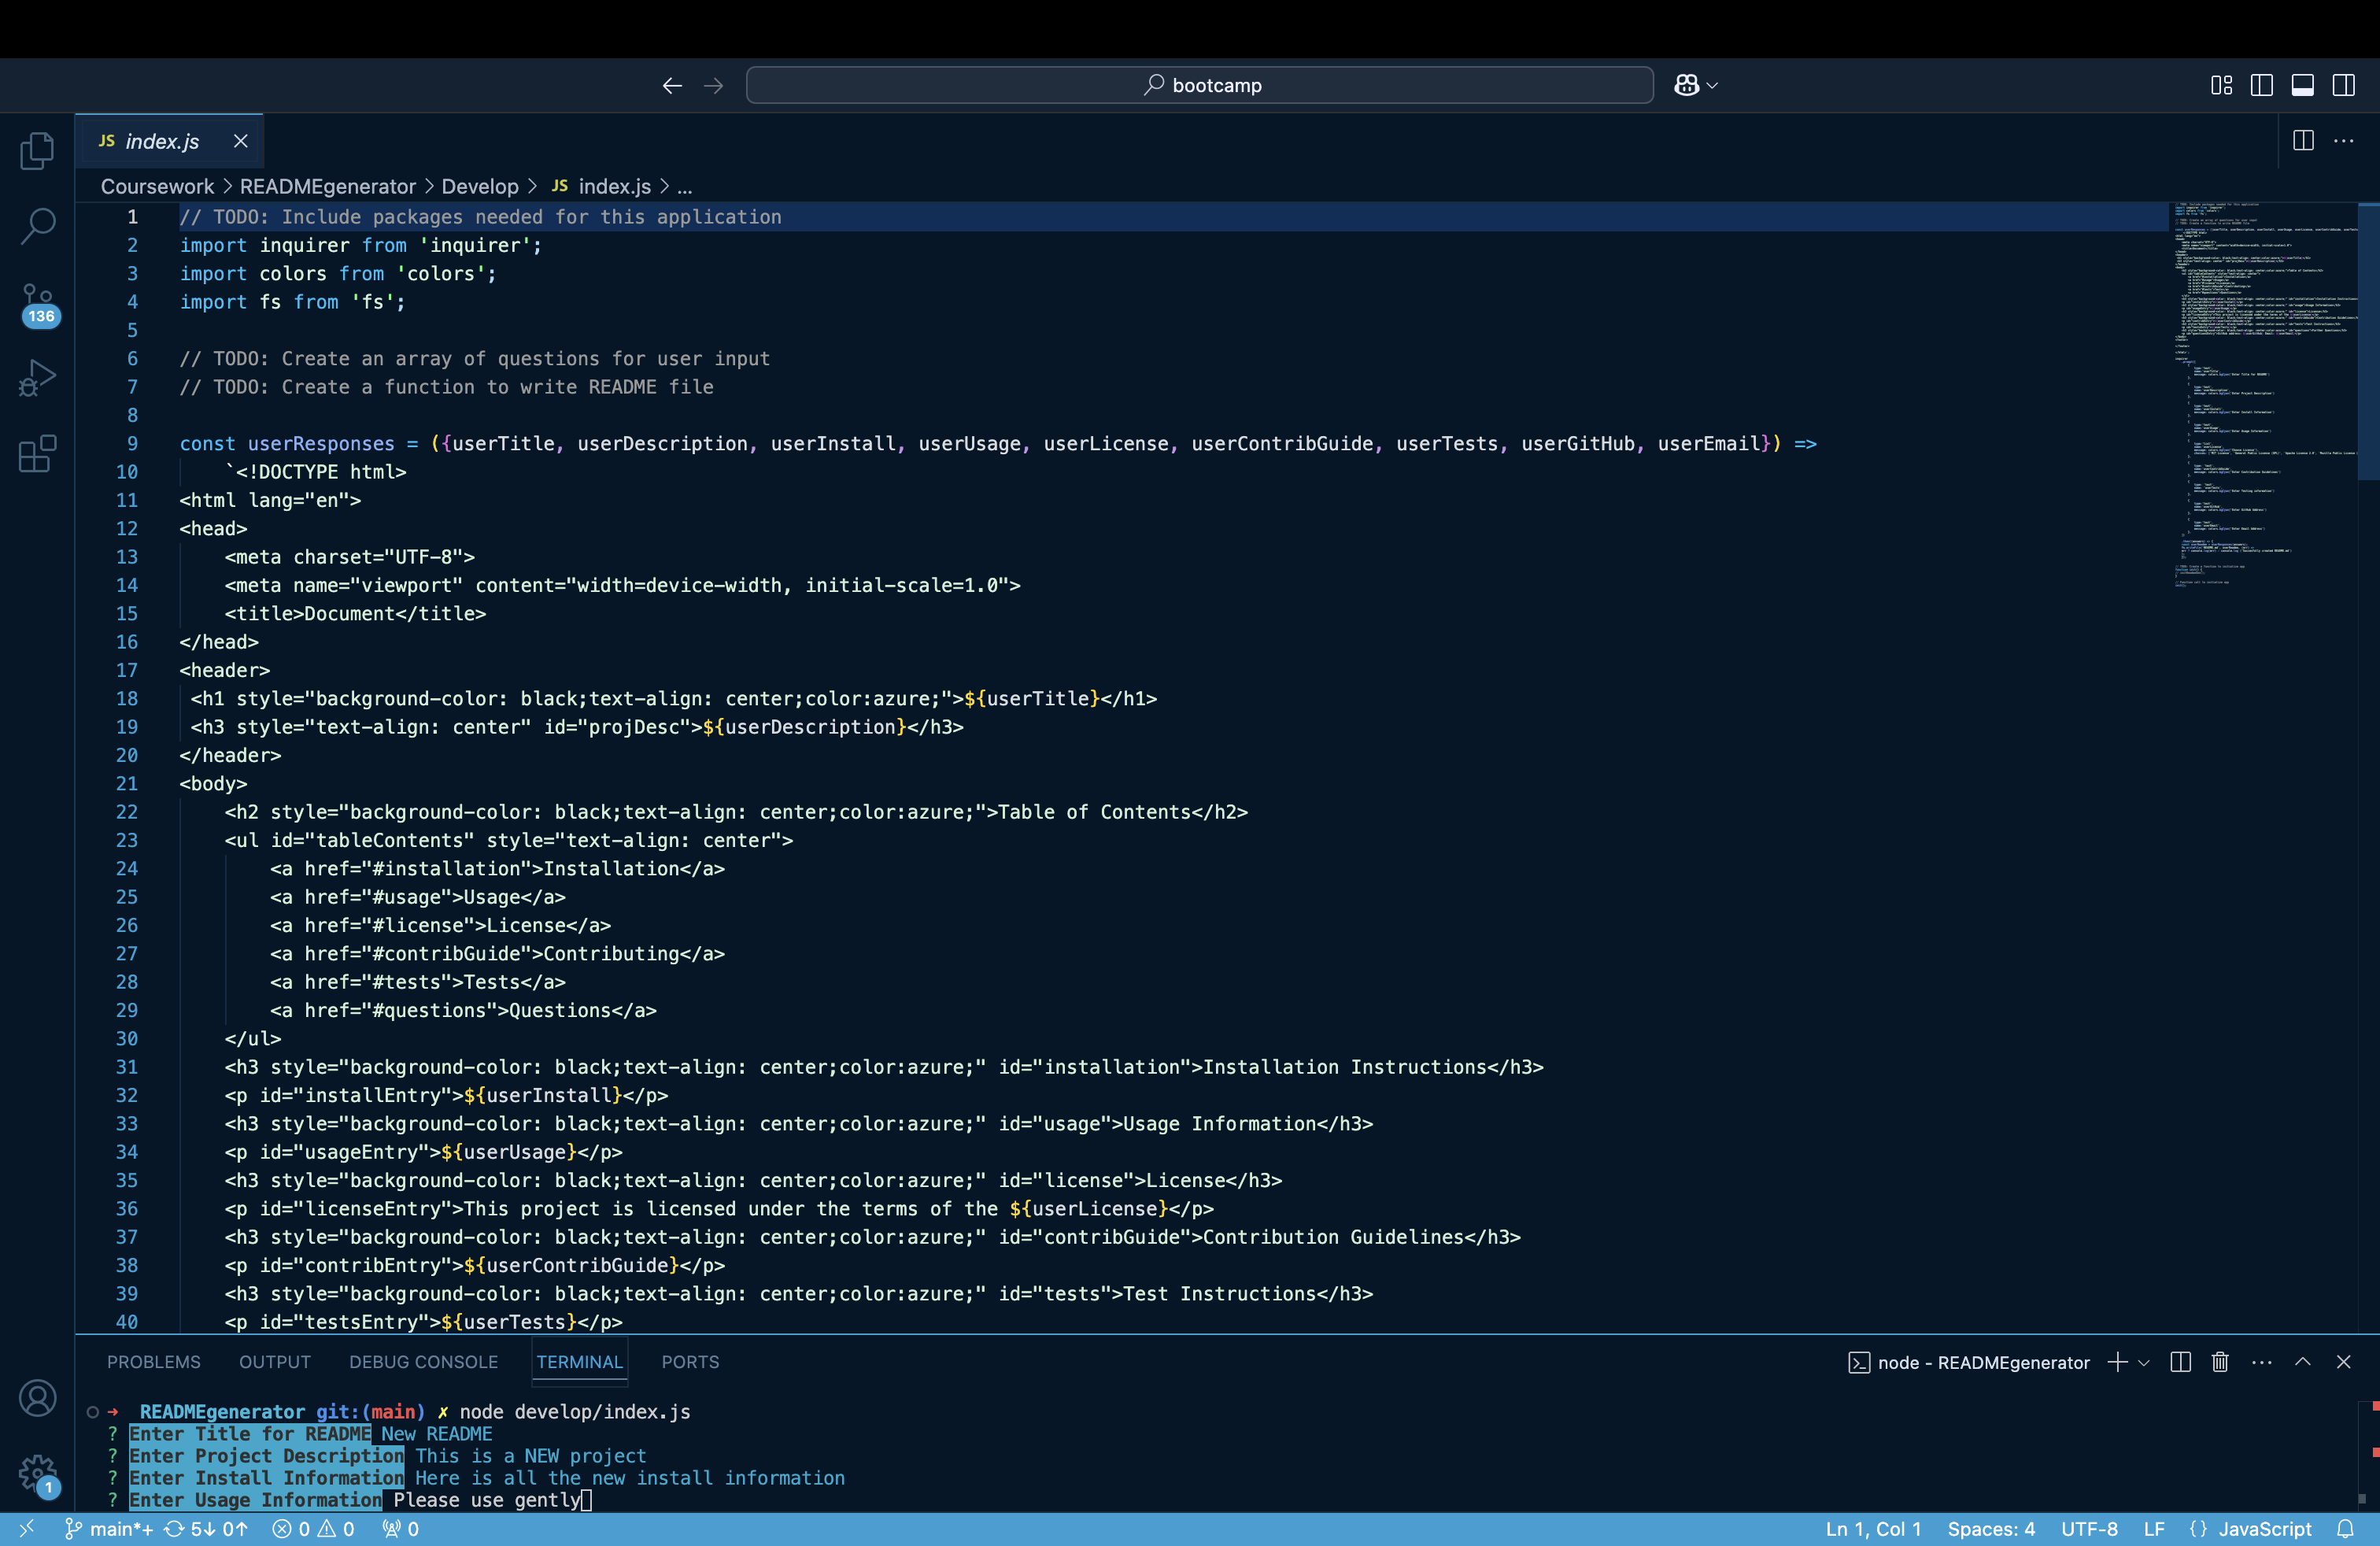 bootcamp
JS index.js
Coursework > READMEgenerator > Develop > JS index.js > ...
1 // TODO: Include packages needed for this application
2 import inquirer from 'inquirer';
3 import colors from 'colors';
4 import fs from 'fs';
5
6 // TODO: Create an array of questions for user input
7 // TODO: Create a function to write README file
8
9 const userResponses = ({userTitle, userDescription, userInstall, userUsage, userLicense, userContribGuide, userTests, userGitHub, userEmail}) =>
10 `<!DOCTYPE html>
11 <html lang="en">
12 <head>
13 <meta charset="UTF-8">
14 <meta name="viewport" content="width=device-width, initial-scale=1.0">
15 <title>Document</title>
16 </head>
17 <header>
18 <h1 style="background-color: black;text-align: center;color:azure;">${userTitle}</h1>
19 <h3 style="text-align: center" id="projDesc">${userDescription}</h3>
20 </header>
21 <body>
22 <h2 style="background-color: black;text-align: center;color:azure;">Table of Contents</h2>
23 <ul id="tableContents" style="text-align: center">
24 <a href="#installation">Installation</a>
25 <a href="#usage">Usage</a>
26 <a href="#license">License</a>
27 <a href="#contribGuide">Contributing</a>
28 <a href="#tests">Tests</a>
29 <a href="#questions">Questions</a>
30 </ul>
31 <h3 style="background-color: black;text-align: center;color:azure;" id="installation">Installation Instructions</h3>
32 <p id="installEntry">${userInstall}</p>
33 <h3 style="background-color: black;text-align: center;color:azure;" id="usage">Usage Information</h3>
34 <p id="usageEntry">${userUsage}</p>
35 <h3 style="background-color: black;text-align: center;color:azure;" id="license">License</h3>
36 <p id="licenseEntry">This project is licensed under the terms of the ${userLicense}</p>
37 <h3 style="background-color: black;text-align: center;color:azure;" id="contribGuide">Contribution Guidelines</h3>
38 <p id="contribEntry">${userContribGuide}</p>
39 <h3 style="background-color: black;text-align: center;color:azure;" id="tests">Test Instructions</h3>
40 <p id="testsEntry">${userTests}</p>
136
1
PROBLEMS OUTPUT DEBUG CONSOLE TERMINAL PORTS
node - READMEgenerator
→ READMEgenerator git:(main) ✗ node develop/index.js
? Enter Title for README New README
? Enter Project Description This is a NEW project
? Enter Install Information Here is all the new install information
? Enter Usage Information Please use gently
main*+ 5↓ 0↑ 0 0 0
Ln 1, Col 1 Spaces: 4 UTF-8 LF {} JavaScript